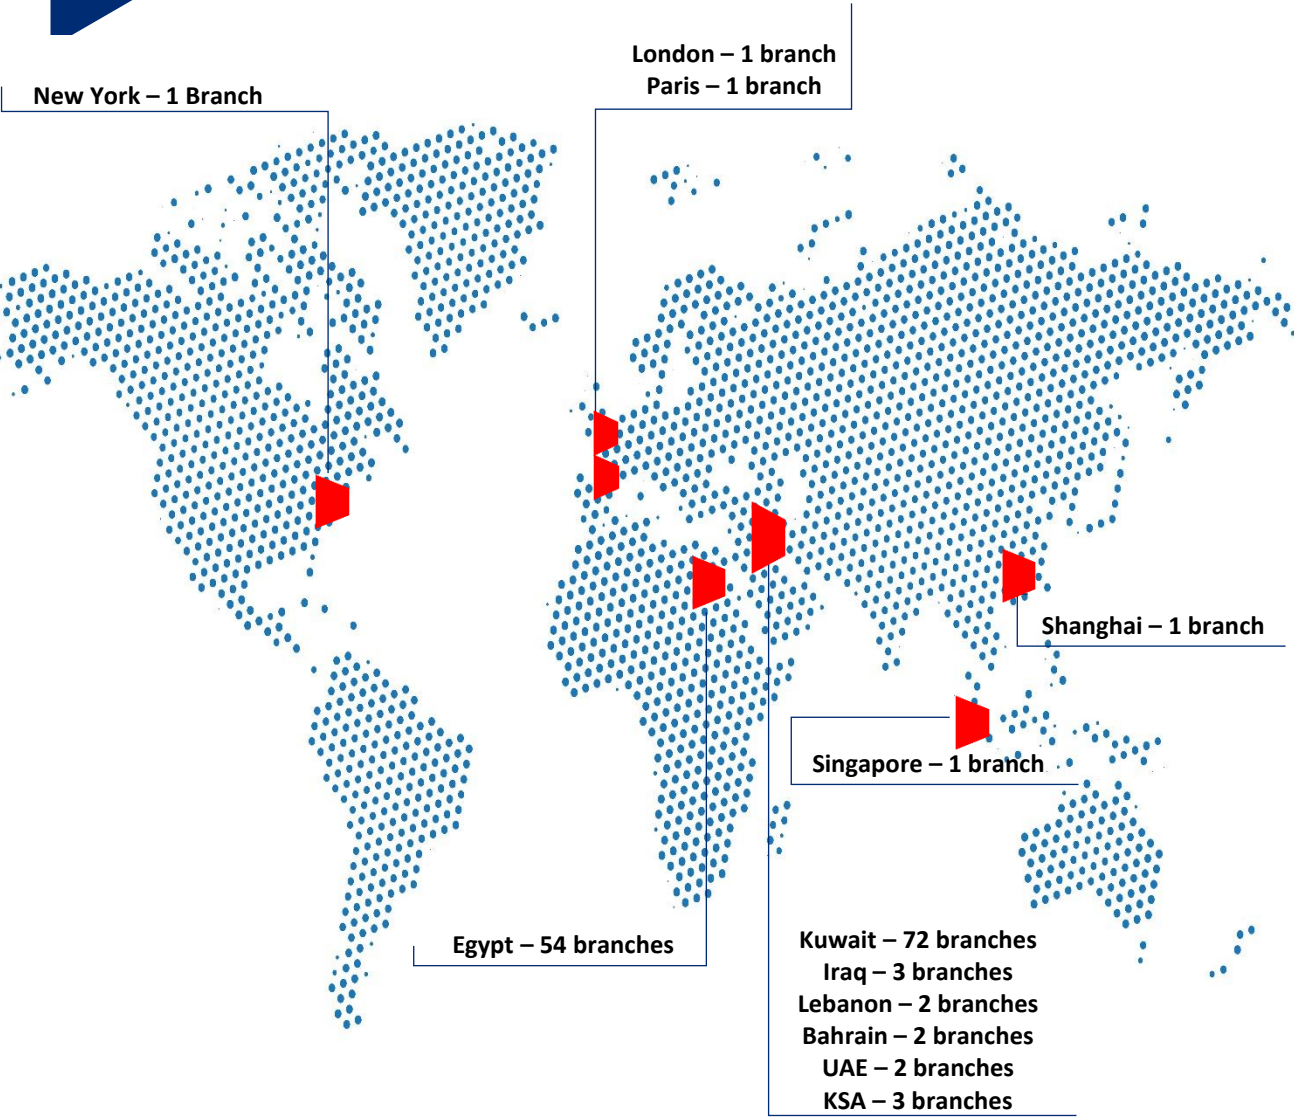 London – 1 branch
Paris – 1 branch
New York – 1 Branch
Shanghai – 1 branch
Singapore – 1 branch
Egypt – 54 branches
Kuwait – 72 branches
Iraq – 3 branches
Lebanon – 2 branches
Bahrain – 2 branches
UAE – 2 branches
KSA – 3 branches